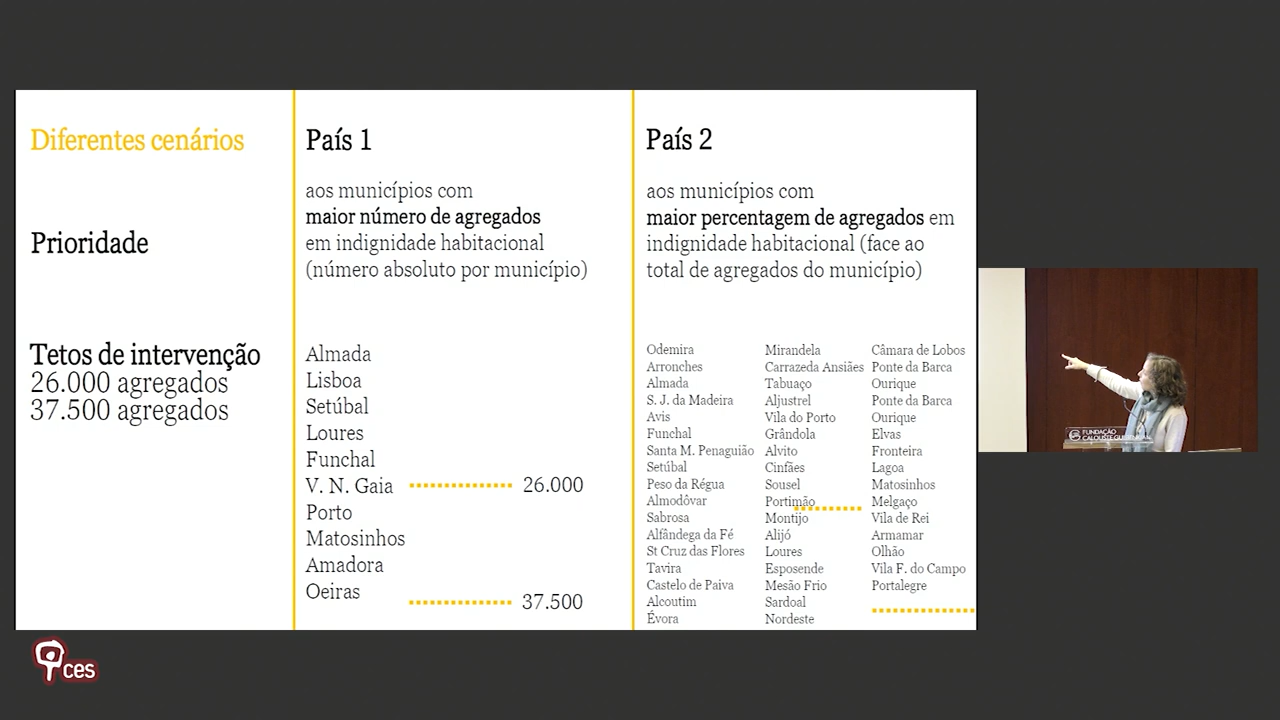 Diferentes cenários
Prioridade
Tetos de intervenção
26.000 agregados
37.500 agregados
País 1
aos municípios com
maior número de agregados
em indignidade habitacional
(número absoluto por município)
Almada
Lisboa
Setúbal
Loures
Funchal
V. N. Gaia 26.000
Porto
Matosinhos
Amadora
Oeiras
37.500
País 2
aos municípios com
maior percentagem de agregados em
indignidade habitacional (face ao
total de agregados do município)
Odemira
Arronches
Almada
S. J. da Madeira
Avis
Funchal
Santa M. Penaguião
Setúbal
Peso da Régua
Almodôvar
Sabrosa
Alfândega da Fé
St Cruz das Flores
Tavira
Castelo de Paiva
Alcoutim
Évora
Mirandela
Carrazeda Ansiães
Tabuaço
Aljustrel
Vila do Porto
Grândola
Alvito
Cinfães
Sousel
Portimão
Montijo
Alijó
Loures
Esposende
Mesão Frio
Sardoal
Nordeste
Câmara de Lobos
Ponte da Barca
Ourique
Ponte da Barca
Ourique
Elvas
Fronteira
Lagoa
Matosinhos
Melgaço
Vila de Rei
Armamar
Olhão
Vila F. do Campo
Portalegre
FUNDAÇÃO
CALOUSTE GULBENKIAN
ces